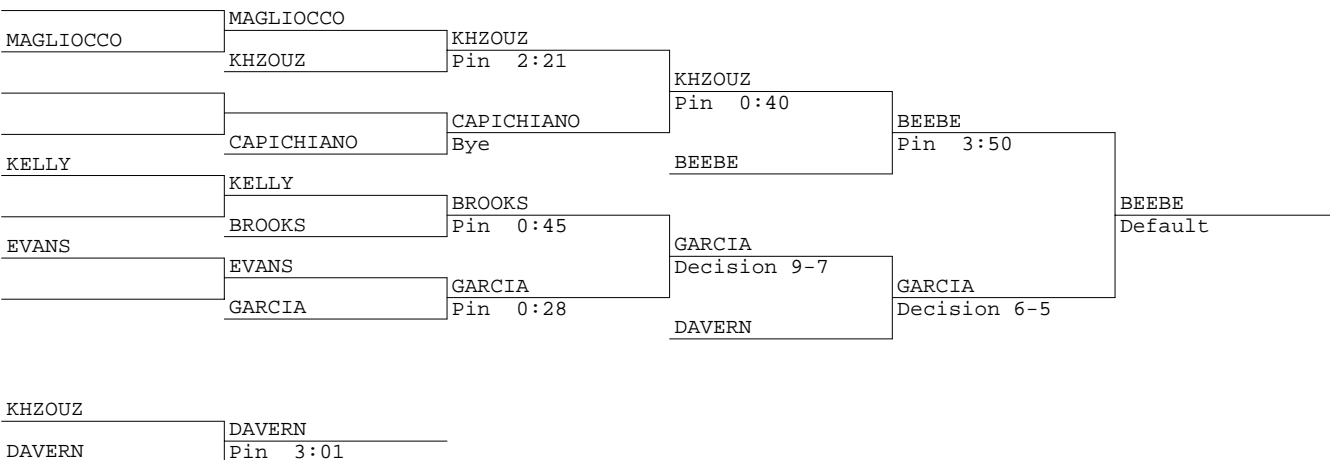 MAGLIOCCO
MAGLIOCCO
KHZOUZ
KHZOUZ
Pin 2:21
KHZOUZ
Pin 0:40
CAPICHIANO
CAPICHIANO
Bye
BEEBE
BEEBE
Pin 3:50
KELLY
KELLY
BROOKS
BROOKS
Pin 0:45
BEEBE
Default
EVANS
EVANS
GARCIA
GARCIA
Pin 0:28
GARCIA
Decision 9-7
GARCIA
Decision 6-5
DAVERN
KHZOUZ
DAVERN
DAVERN
Pin 3:01